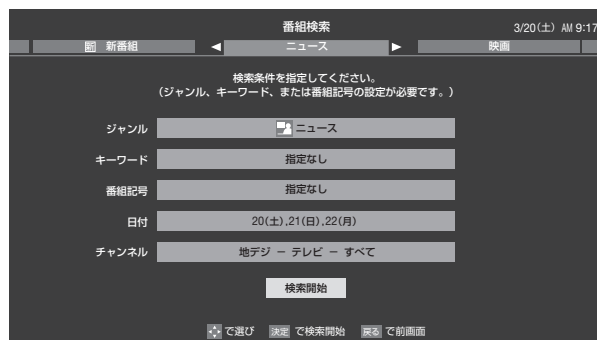 番組検索 3/20(土) AM 9:17
新番組 ニュース 映画
検索条件を指定してください。
(ジャンル、キーワード、または番組記号の設定が必要です。)
ジャンル ニュース
キーワード 指定なし
番組記号 指定なし
日付 20(土),21(日),22(月)
チャンネル 地デジ － テレビ － すべて
検索開始
で選び 決定 で検索開始 戻る で前画面